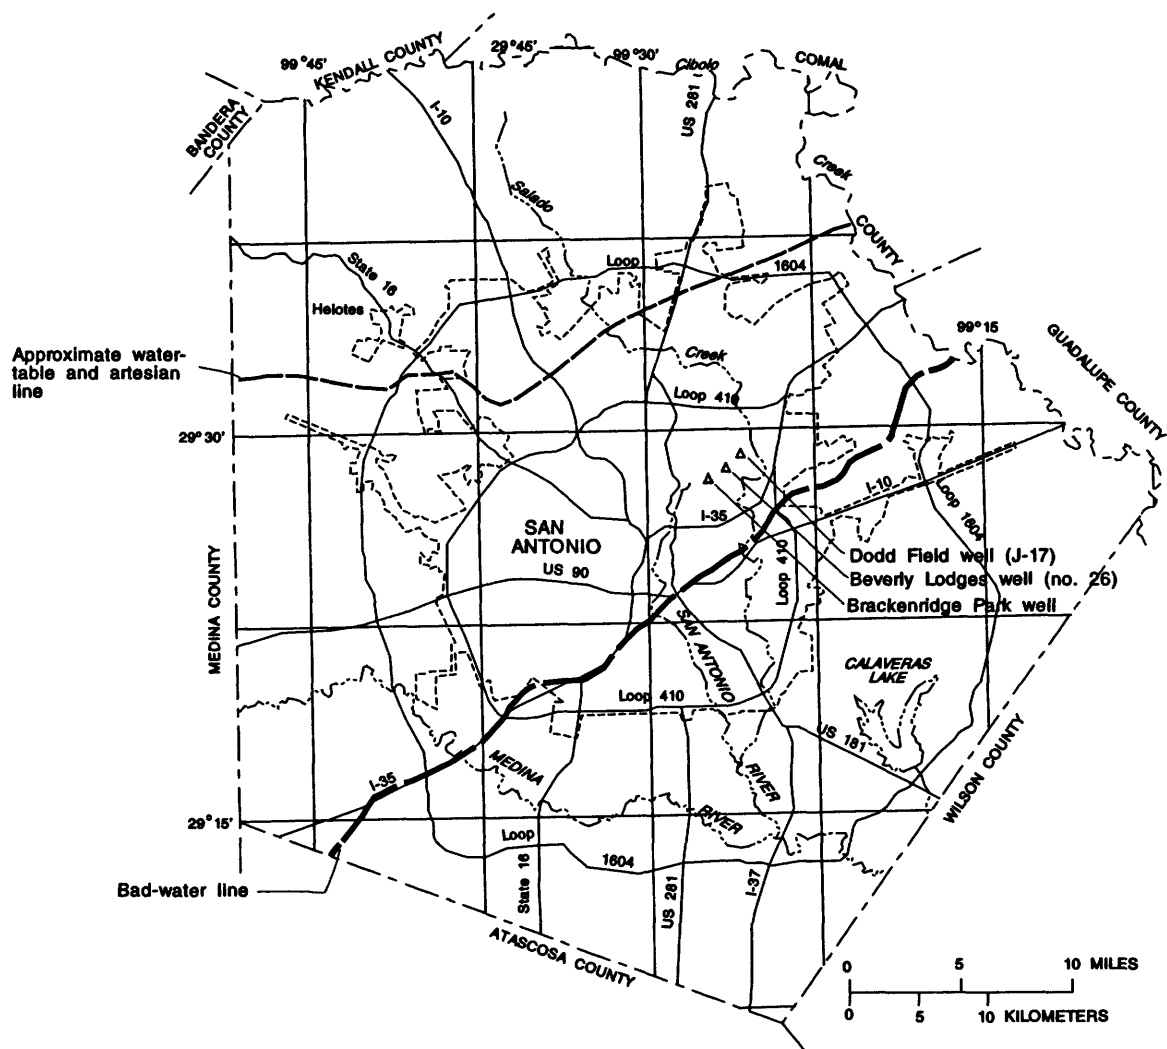 29°45'
99°45'
99°30'
KENDALL COUNTY
Cibolo
COMAL
I-10
US 281
BANDERA
COUNTY
Creek
Salado
COUNTY
Loop
1604
State 16
Helotes
99°15
GUADALUPE COUNTY
Approximate water-
table and artesian
line
Creek
Loop 410
29°30'
I-10
Loop 1604
I-35
SAN
ANTONIO
US 90
Loop 410
Dodd Field well (J-17)
Beverly Lodges well (no. 26)
Brackenridge Park well
MEDINA COUNTY
SAN ANTONIO
CALAVERAS
LAKE
Loop 410
US 181
MEDINA
RIVER
WILSON COUNTY
I-35
RIVER
29°15'
Loop
1604
State 16
US 281
I-37
Bad-water line
ATASCOSA COUNTY
0 5 10 MILES
0 5 10 KILOMETERS